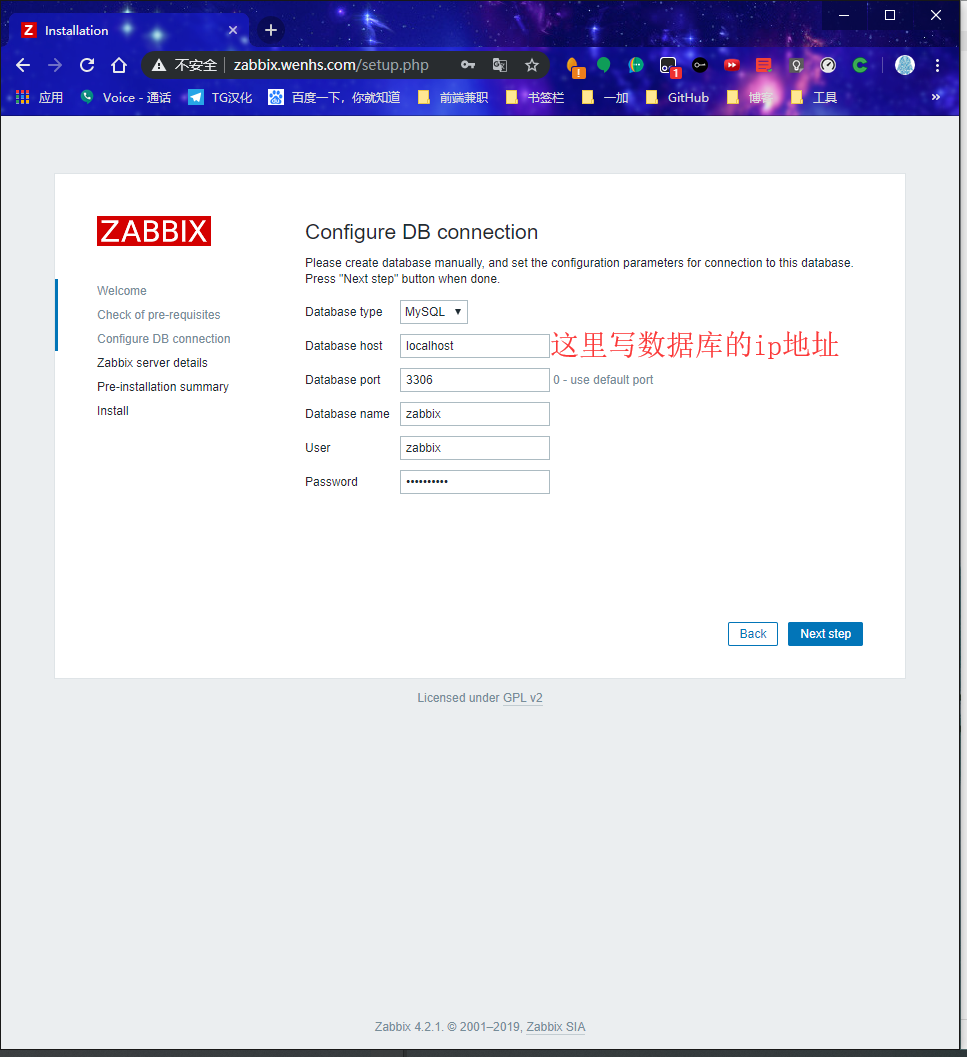 Z Installation
不安全 zabbix.wenhs.com/setup.php
应用 Voice - 通话 TG汉化 百度一下，你就知道 前端兼职 书签栏 一加 GitHub 博客 工具 »
ZABBIX
Welcome
Check of pre-requisites
Configure DB connection
Zabbix server details
Pre-installation summary
Install
Configure DB connection
Please create database manually, and set the configuration parameters for connection to this database.
Press "Next step" button when done.
Database type MySQL
Database host localhost 这里写数据库的ip地址
Database port 3306 0 - use default port
Database name zabbix
User zabbix
Password ••••••••••
Back Next step
Licensed under GPL v2
Zabbix 4.2.1. © 2001–2019, Zabbix SIA